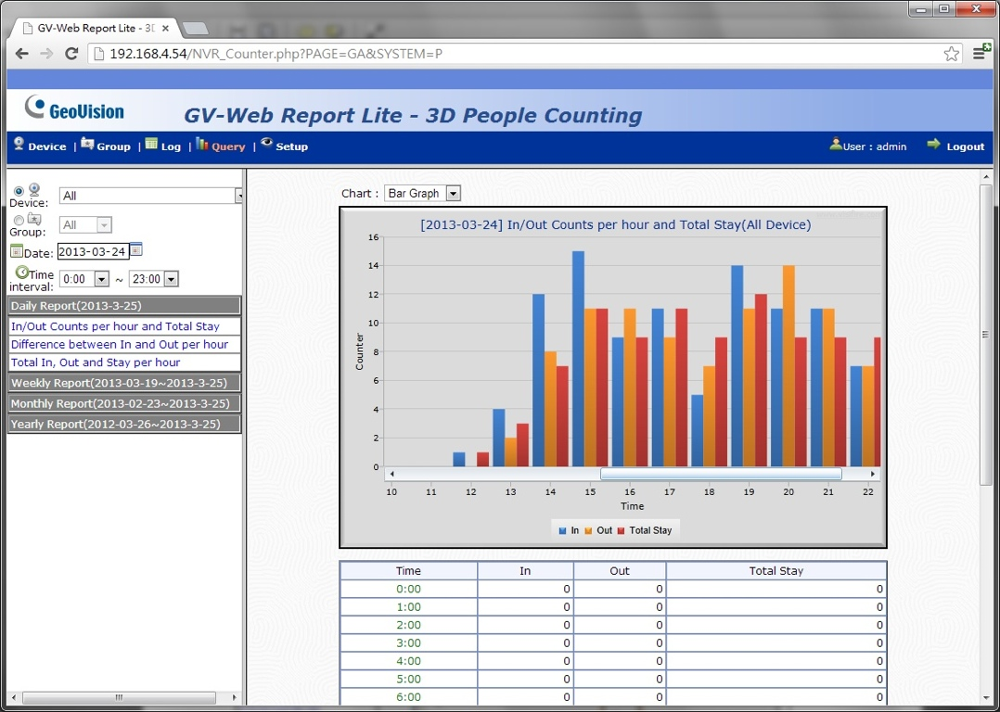 GV-Web Report Lite - 3D
192.168.4.54/NVR_Counter.php?PAGE=GA&SYSTEM=P
GeoVision GV-Web Report Lite - 3D People Counting
Device | Group | Log | Query | Setup User : admin Logout
Device: All
Group: All
Date: 2013-03-24
Time interval: 0:00 ~ 23:00
Daily Report(2013-3-25)
In/Out Counts per hour and Total Stay
Difference between In and Out per hour
Total In, Out and Stay per hour
Weekly Report(2013-03-19~2013-3-25)
Monthly Report(2013-02-23~2013-3-25)
Yearly Report(2012-03-26~2013-3-25)
Chart : Bar Graph
[2013-03-24] In/Out Counts per hour and Total Stay(All Device)
16
14
12
10
8
6
4
2
0
Counter
10 11 12 13 14 15 16 17 18 19 20 21 22
Time
In Out Total Stay
Time In Out Total Stay
0:00 0 0 0
1:00 0 0 0
2:00 0 0 0
3:00 0 0 0
4:00 0 0 0
5:00 0 0 0
6:00 0 0 0